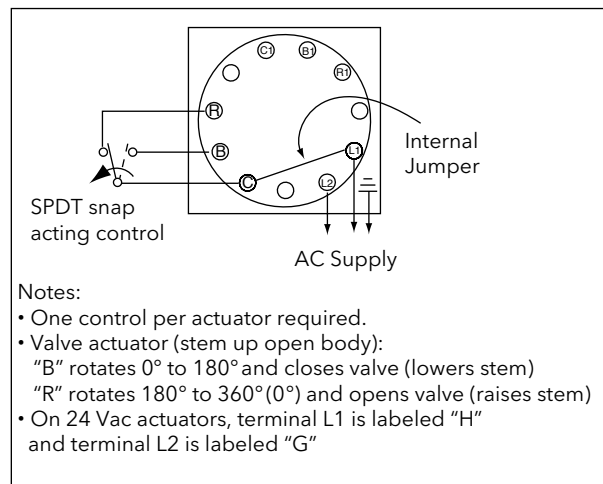 C1
B1
R1
R
B
L1
C
L2
Internal
Jumper
SPDT snap
acting control
AC Supply
Notes:
• One control per actuator required.
• Valve actuator (stem up open body):
“B” rotates 0° to 180° and closes valve (lowers stem)
“R” rotates 180° to 360° (0°) and opens valve (raises stem)
• On 24 Vac actuators, terminal L1 is labeled “H”
and terminal L2 is labeled “G”